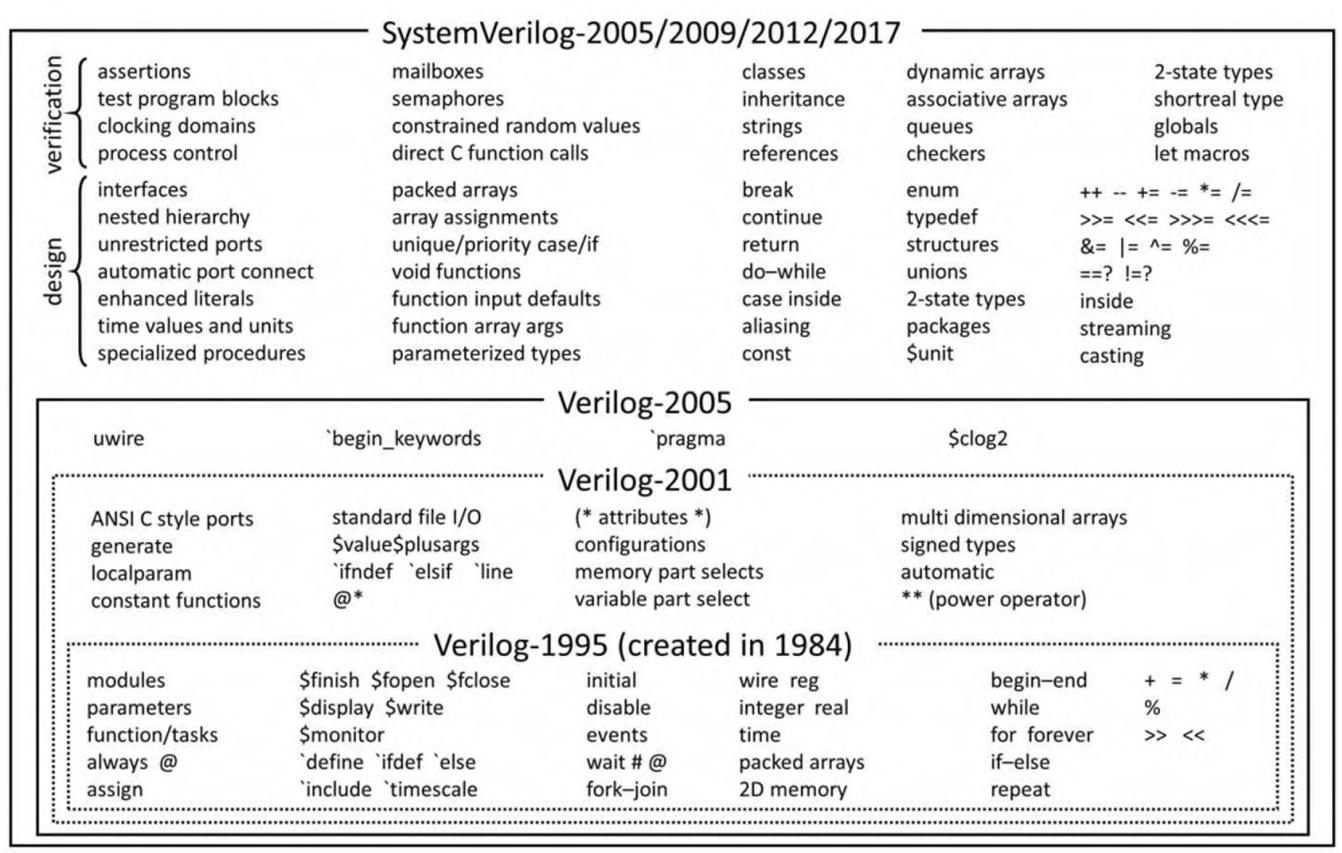 SystemVerilog-2005/2009/2012/2017
verification
assertions mailboxes classes dynamic arrays 2-state types
test program blocks semaphores inheritance associative arrays shortreal type
clocking domains constrained random values strings queues globals
process control direct C function calls references checkers let macros
design
interfaces packed arrays break enum ++ -- += -= *= /=
nested hierarchy array assignments continue typedef >>= <<= >>>= <<<=
unrestricted ports unique/priority case/if return structures &= |= ^= %=
automatic port connect void functions do–while unions ==? !=?
enhanced literals function input defaults case inside 2-state types inside
time values and units function array args aliasing packages streaming
specialized procedures parameterized types const $unit casting
Verilog-2005
uwire `begin_keywords `pragma $clog2
Verilog-2001
ANSI C style ports standard file I/O (* attributes *) multi dimensional arrays
generate $value$plusargs configurations signed types
localparam `ifndef `elsif `line memory part selects automatic
constant functions @* variable part select ** (power operator)
Verilog-1995 (created in 1984)
modules $finish $fopen $fclose initial wire reg begin–end + = * /
parameters $display $write disable integer real while %
function/tasks $monitor events time for forever >> <<
always @ `define `ifdef `else wait # @ packed arrays if–else
assign `include `timescale fork–join 2D memory repeat